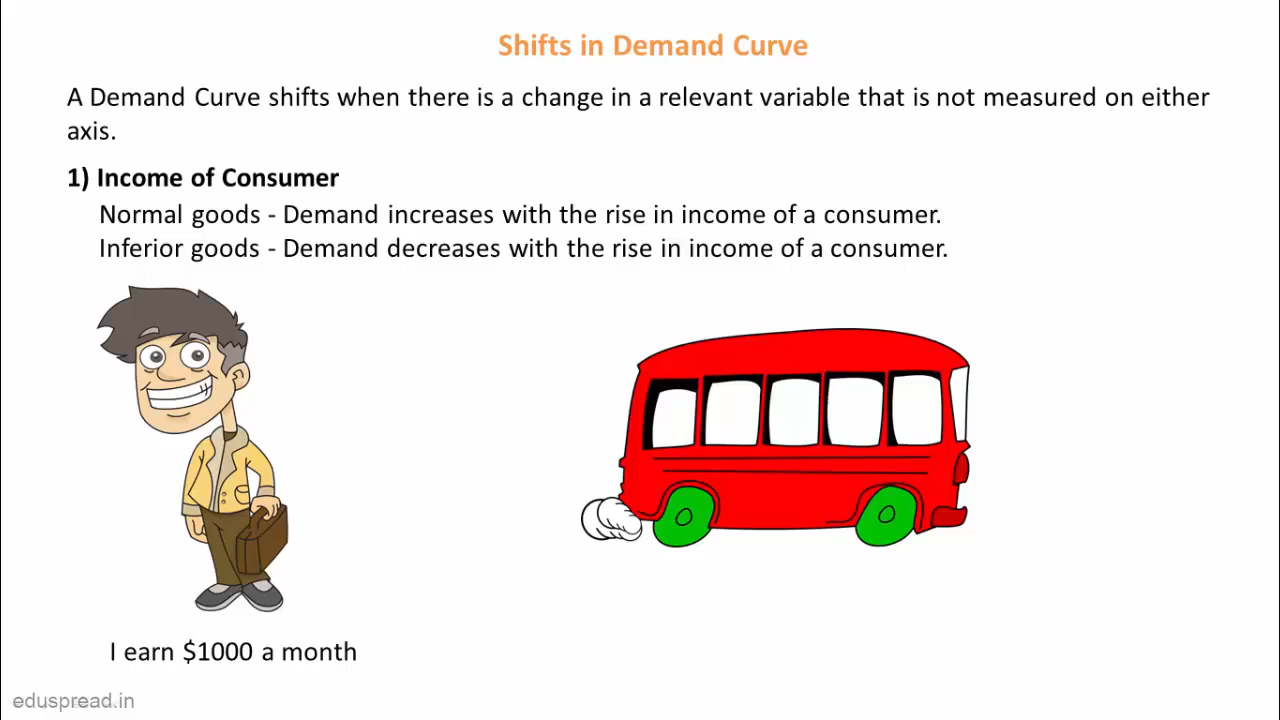 Shifts in Demand Curve
A Demand Curve shifts when there is a change in a relevant variable that is not measured on either
axis.
1) Income of Consumer
Normal goods - Demand increases with the rise in income of a consumer.
Inferior goods - Demand decreases with the rise in income of a consumer.
I earn $1000 a month
eduspread.in